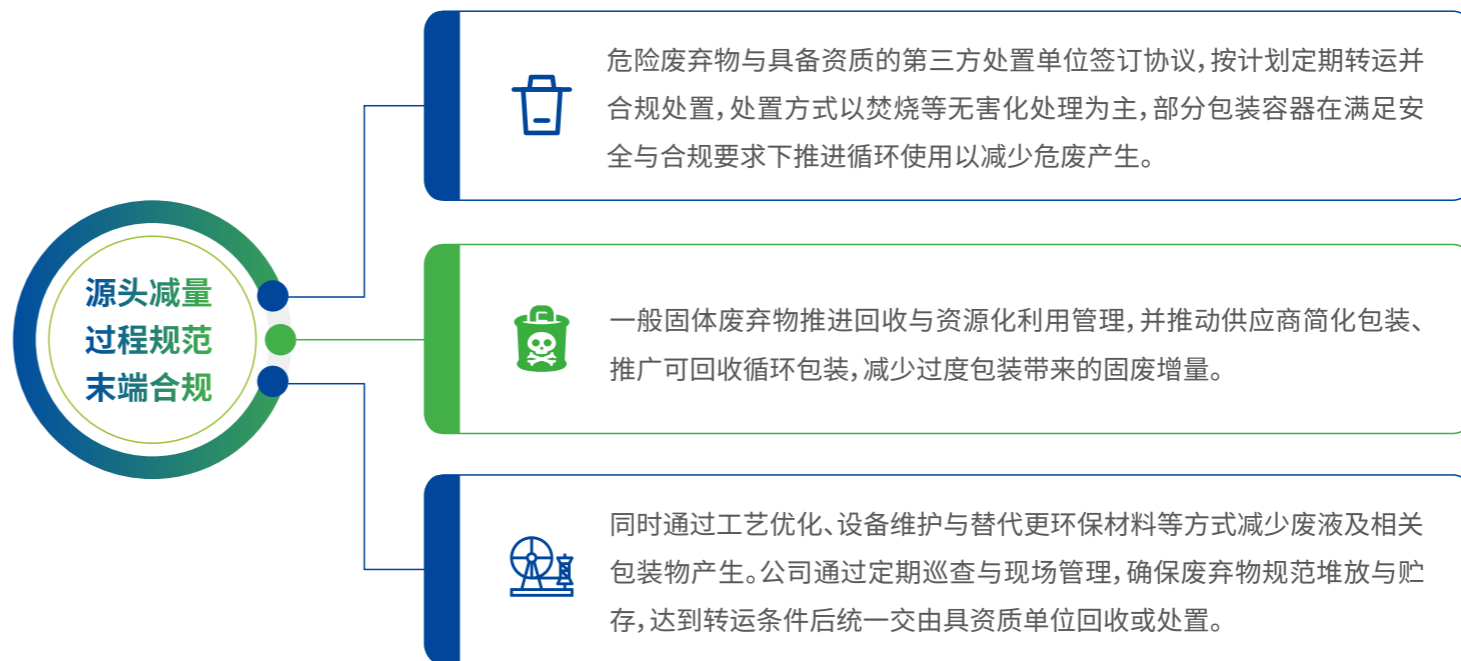 源头减量
过程规范
末端合规
危险废弃物与具备资质的第三方处置单位签订协议，按计划定期转运并
合规处置，处置方式以焚烧等无害化处理为主，部分包装容器在满足安
全与合规要求下推进循环使用以减少危废产生。
一般固体废弃物推进回收与资源化利用管理，并推动供应商简化包装、
推广可回收循环包装，减少过度包装带来的固废增量。
同时通过工艺优化、设备维护与替代更环保材料等方式减少废液及相关
包装物产生。公司通过定期巡查与现场管理，确保废弃物规范堆放与贮
存，达到转运条件后统一交由具资质单位回收或处置。